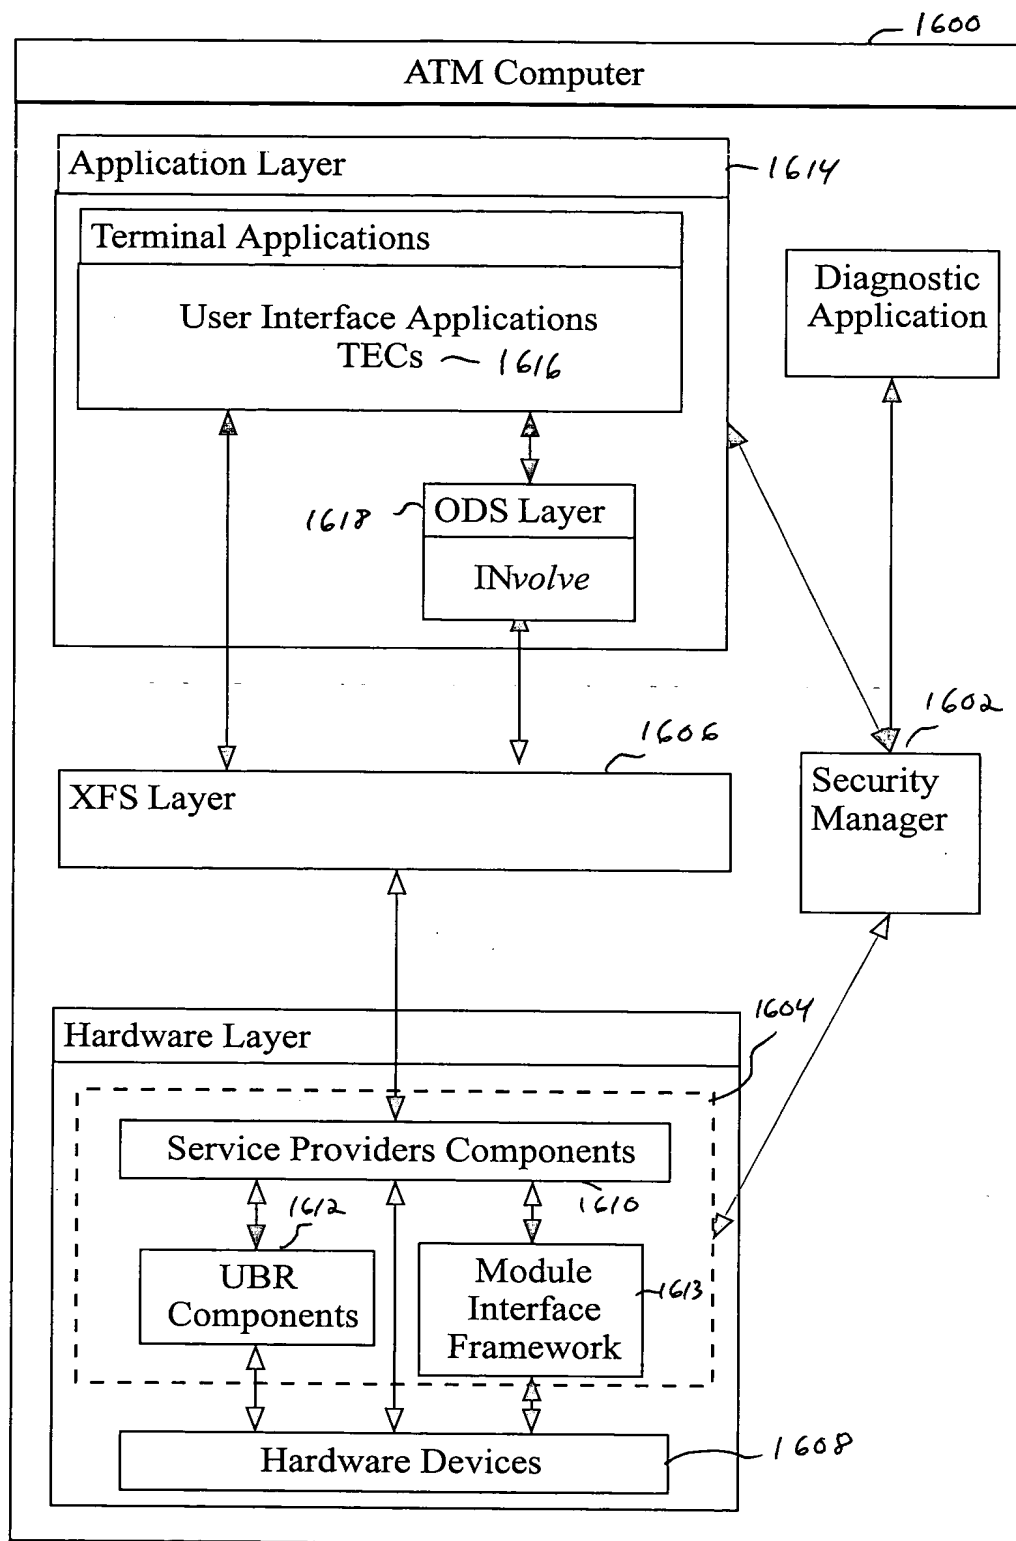 1600
ATM Computer
Application Layer
1614
Terminal Applications
User Interface Applications
TECs 1616
Diagnostic
Application
1618
ODS Layer
INvolve
1602
1606
XFS Layer
Security
Manager
1604
Hardware Layer
Service Providers Components
1610
1612
UBR
Components
Module
Interface
Framework
1613
Hardware Devices
1608